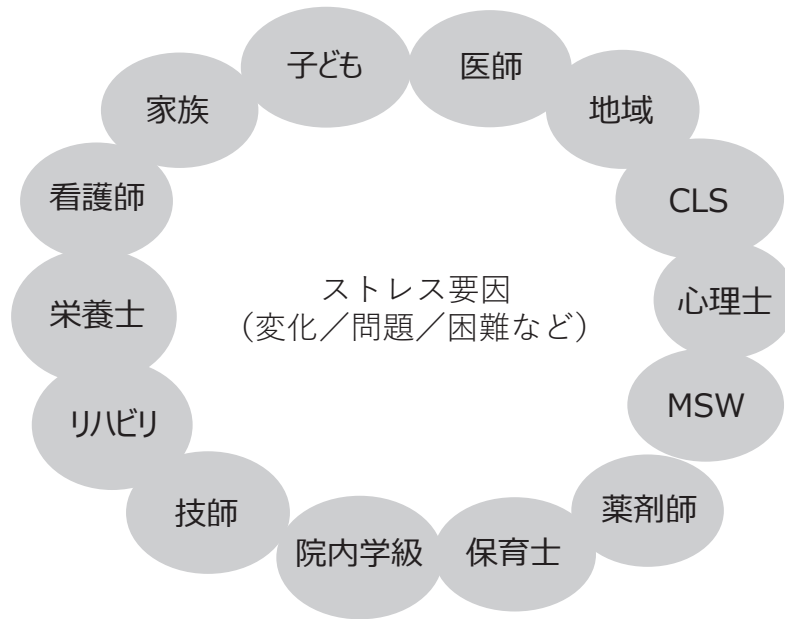 子ども
医師
家族
地域
看護師
CLS
ストレス要因
（変化／問題／困難など）
栄養士
心理士
リハビリ
MSW
技師
薬剤師
院内学級
保育士